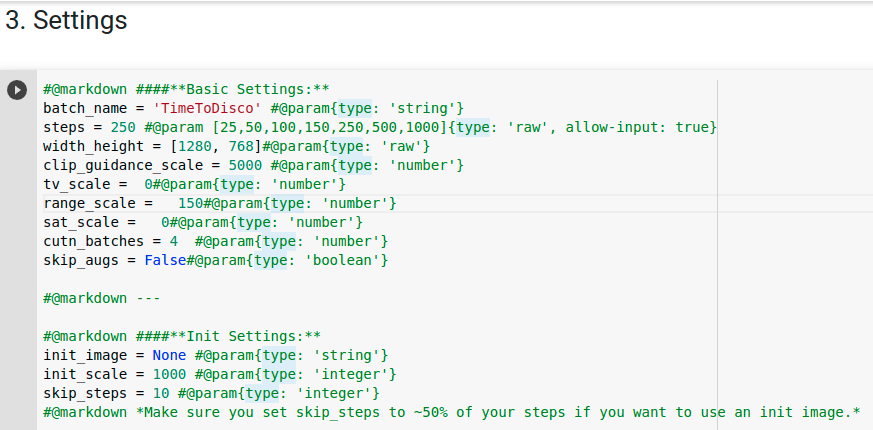 3. Settings
#@markdown ####**Basic Settings:**
batch_name = 'TimeToDisco' #@param{type: 'string'}
steps = 250 #@param [25,50,100,150,250,500,1000]{type: 'raw', allow-input: true}
width_height = [1280, 768]#@param{type: 'raw'}
clip_guidance_scale = 5000 #@param{type: 'number'}
tv_scale =  0#@param{type: 'number'}
range_scale =   150#@param{type: 'number'}
sat_scale =   0#@param{type: 'number'}
cutn_batches = 4  #@param{type: 'number'}
skip_augs = False#@param{type: 'boolean'}
#@markdown ---
#@markdown ####**Init Settings:**
init_image = None #@param{type: 'string'}
init_scale = 1000 #@param{type: 'integer'}
skip_steps = 10 #@param{type: 'integer'}
#@markdown *Make sure you set skip_steps to ~50% of your steps if you want to use an init image.*